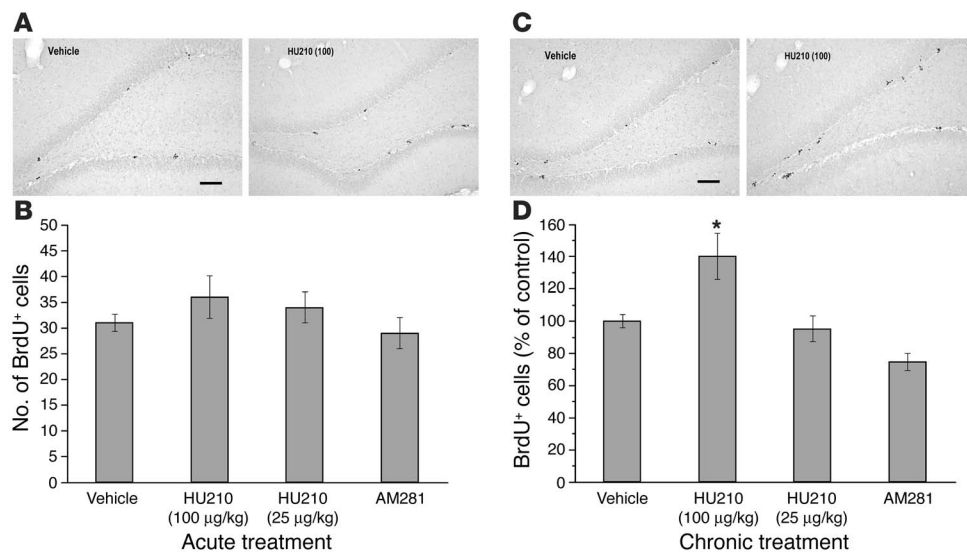 A
Vehicle
HU210 (100)
C
Vehicle
HU210 (100)
B
No. of BrdU⁺ cells
50
45
40
35
30
25
20
15
10
5
0
Vehicle
HU210
(100 μg/kg)
HU210
(25 μg/kg)
AM281
Acute treatment
D
BrdU⁺ cells (% of control)
160
140
120
100
80
60
40
20
0
*
Vehicle
HU210
(100 μg/kg)
HU210
(25 μg/kg)
AM281
Chronic treatment